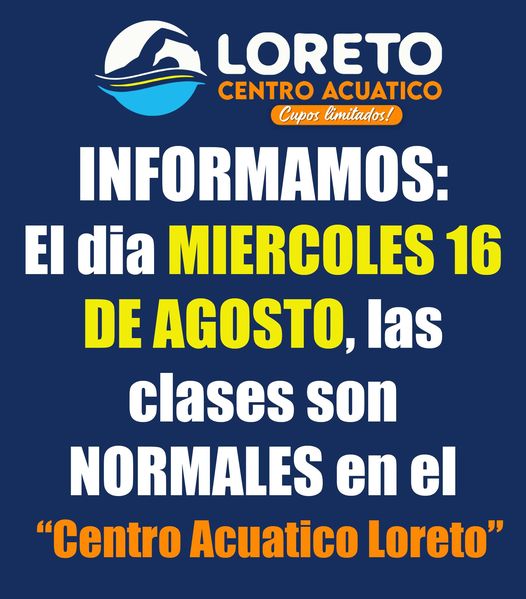 LORETO
CENTRO ACUATICO
Cupos limitados!
INFORMAMOS:
El dia MIERCOLES 16
DE AGOSTO, las
clases son
NORMALES en el
“Centro Acuatico Loreto”